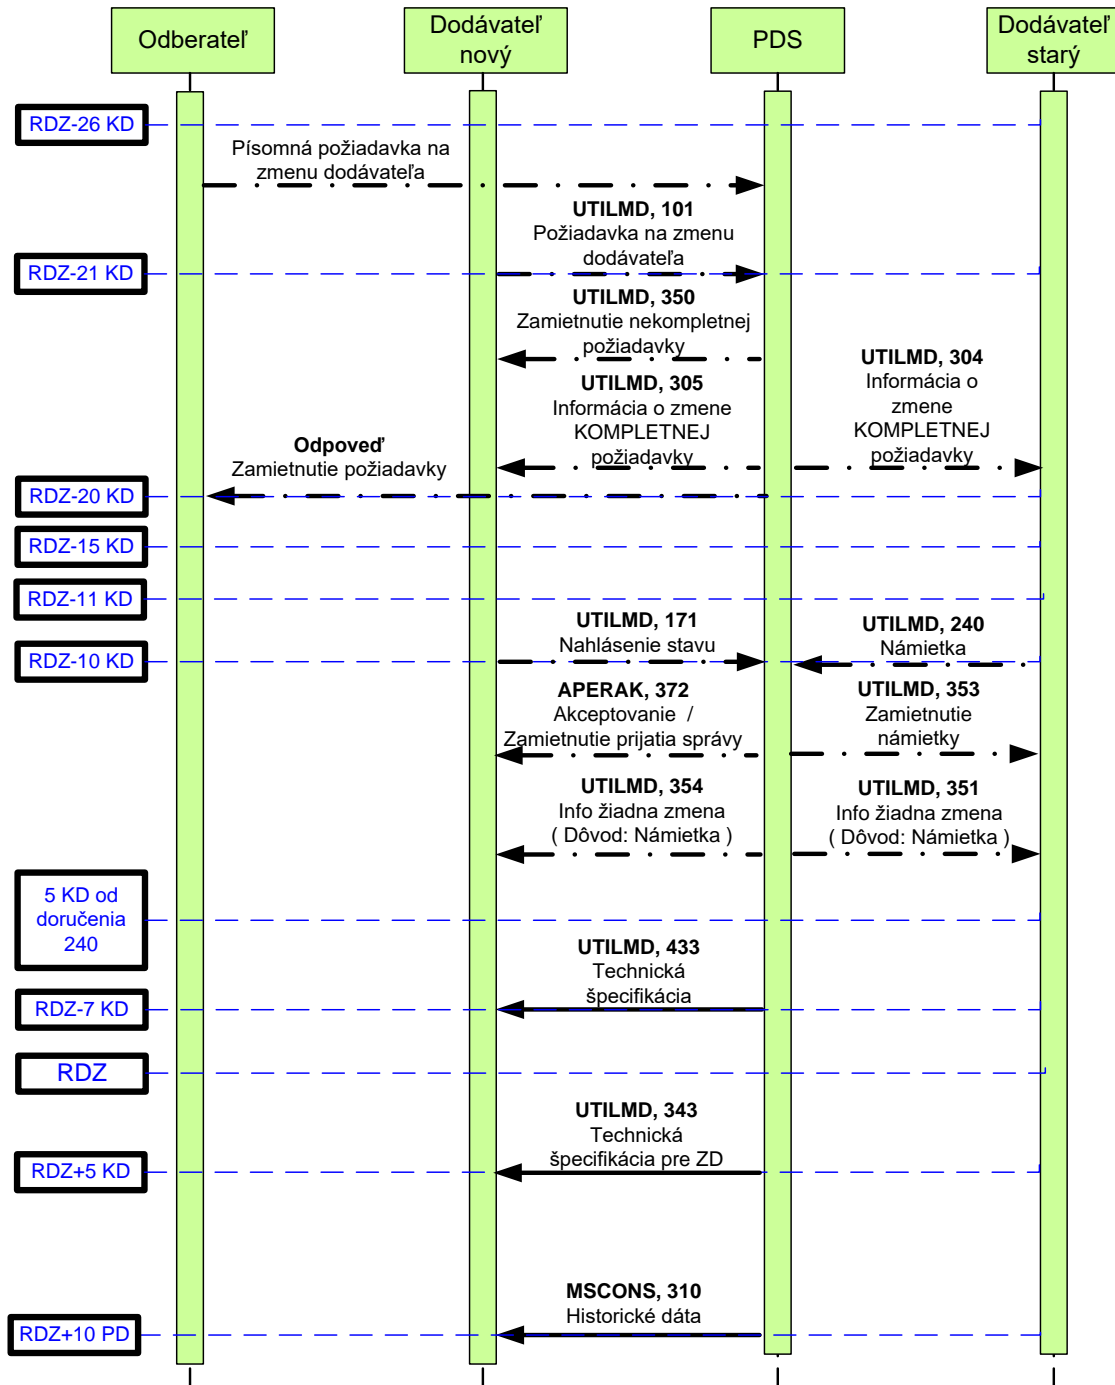 Odberateľ
Dodávateľ
nový
PDS
Dodávateľ
starý
RDZ-26 KD
Písomná požiadavka na
zmenu dodávateľa
UTILMD, 101
Požiadavka na zmenu
dodávateľa
RDZ-21 KD
UTILMD, 350
Zamietnutie nekompletnej
požiadavky
UTILMD, 305
Informácia o zmene
KOMPLETNEJ
požiadavky
UTILMD, 304
Informácia o
zmene
KOMPLETNEJ
požiadavky
Odpoveď
Zamietnutie požiadavky
RDZ-20 KD
RDZ-15 KD
RDZ-11 KD
UTILMD, 171
Nahlásenie stavu
UTILMD, 240
Námietka
RDZ-10 KD
APERAK, 372
Akceptovanie /
Zamietnutie prijatia správy
UTILMD, 353
Zamietnutie
námietky
UTILMD, 354
Info žiadna zmena
( Dôvod: Námietka )
UTILMD, 351
Info žiadna zmena
( Dôvod: Námietka )
5 KD od
doručenia
240
UTILMD, 433
Technická
špecifikácia
RDZ-7 KD
RDZ
UTILMD, 343
Technická
špecifikácia pre ZD
RDZ+5 KD
MSCONS, 310
Historické dáta
RDZ+10 PD